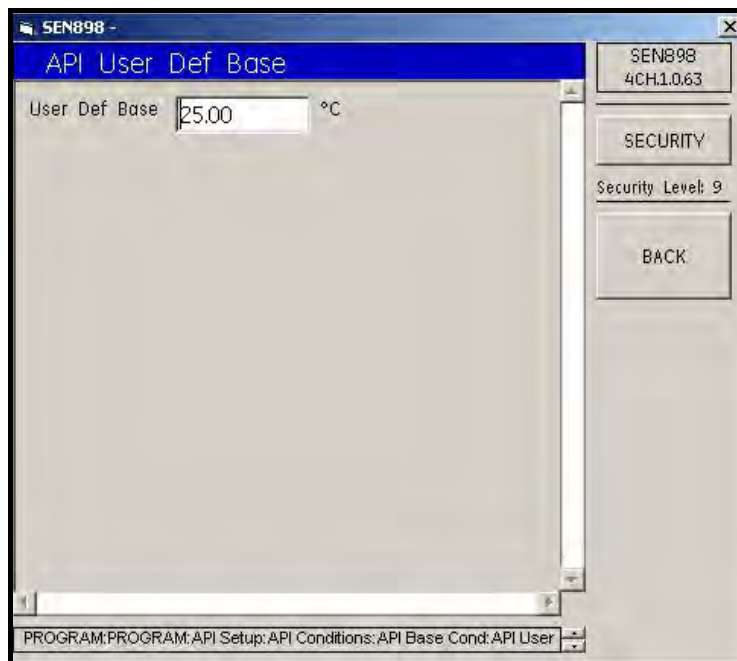 SEN898 -
API User Def Base
User Def Base 25.00 °C
SEN898
4CH.1.0.63
SECURITY
Security Level: 9
BACK
PROGRAM:PROGRAM:API Setup:API Conditions:API Base Cond:API User